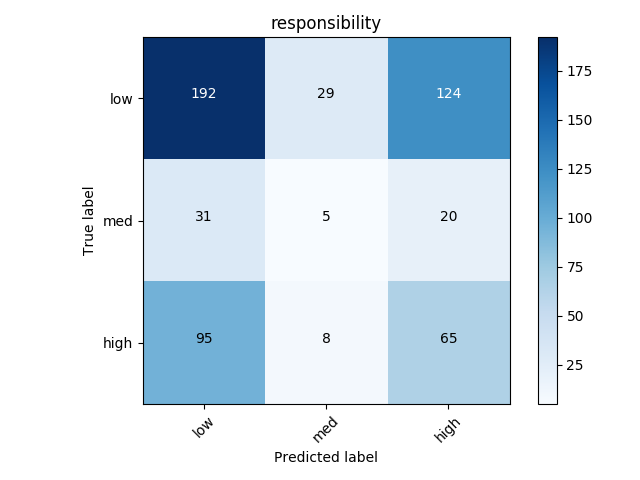 responsibility
low 192 29 124
med 31 5 20
high 95 8 65
low med high
True label
Predicted label
175
150
125
100
75
50
25